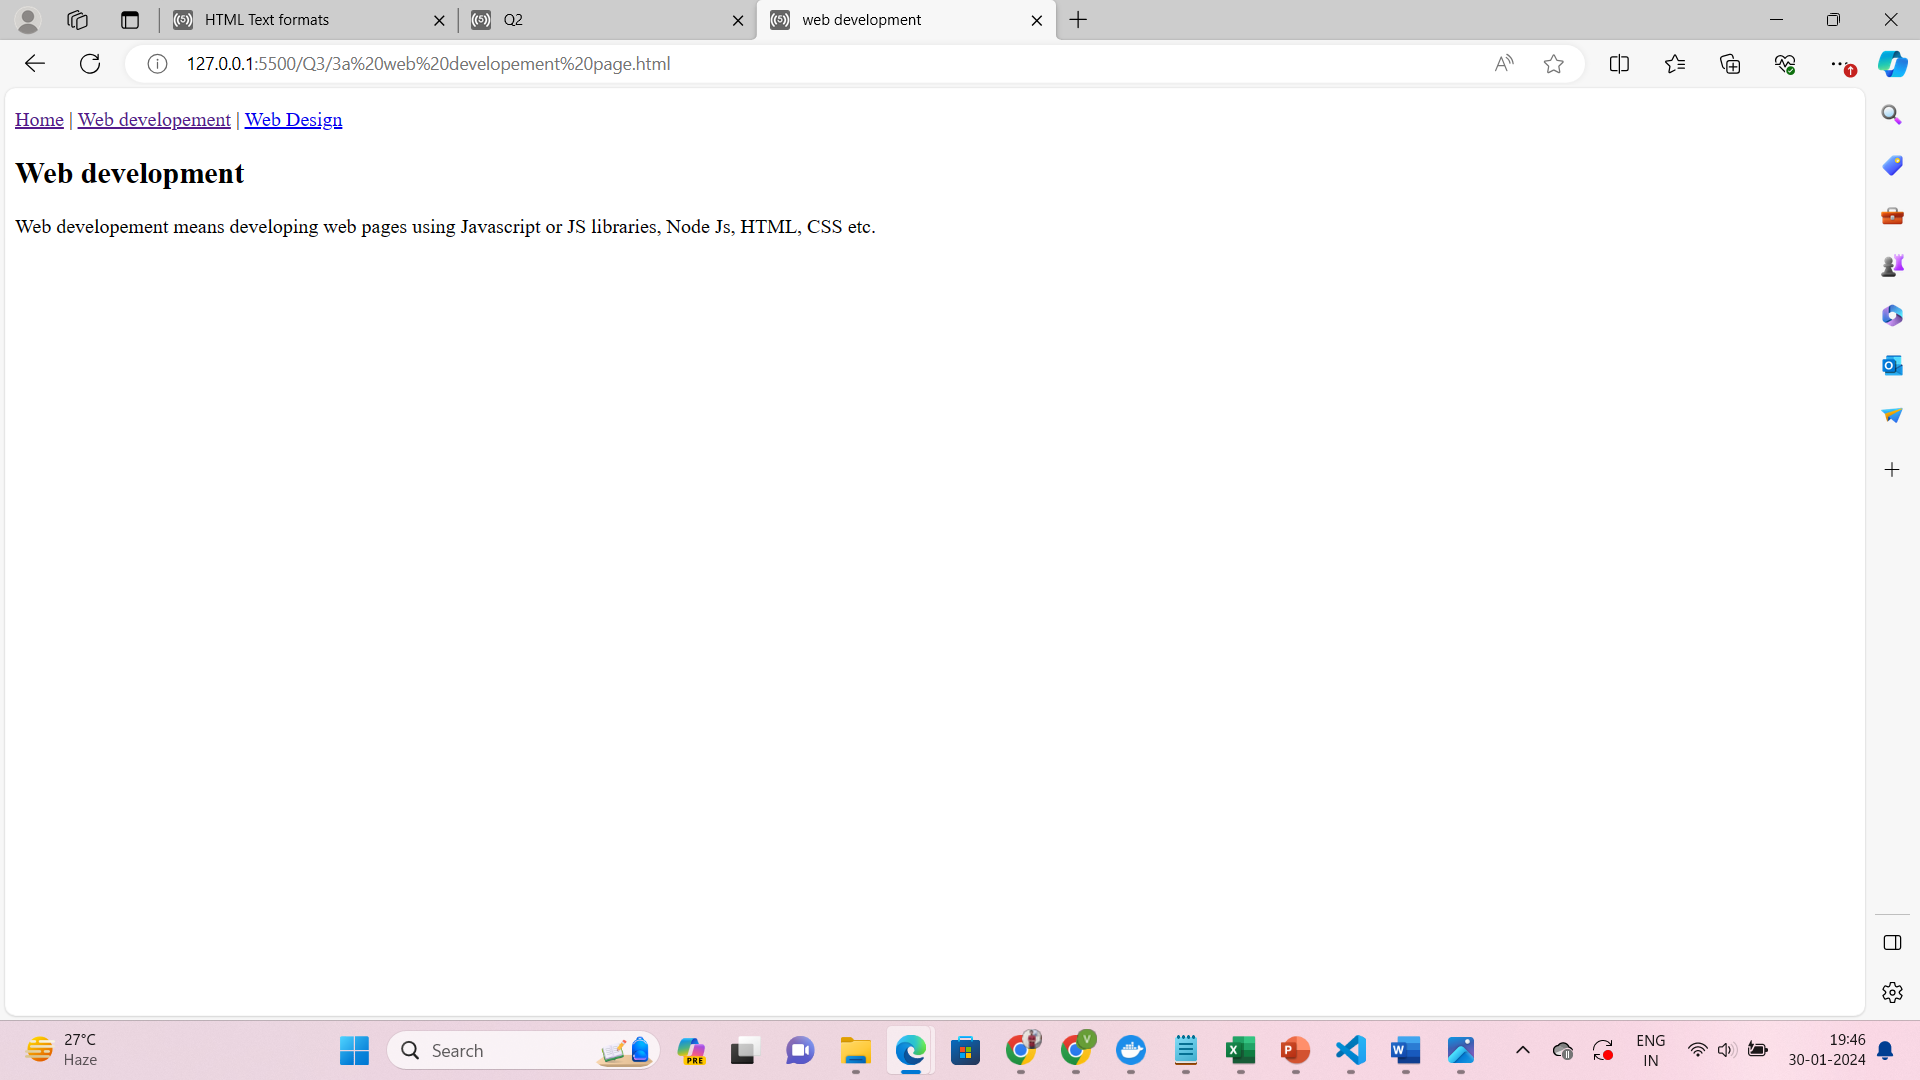 HTML Text formats
Q2
web development
127.0.0.1:5500/Q3/3a%20web%20developement%20page.html
Home | Web developement | Web Design
Web development
Web developement means developing web pages using Javascript or JS libraries, Node Js, HTML, CSS etc.
27°C
Haze
Search
PRE
V
ENG
IN
19:46
30-01-2024